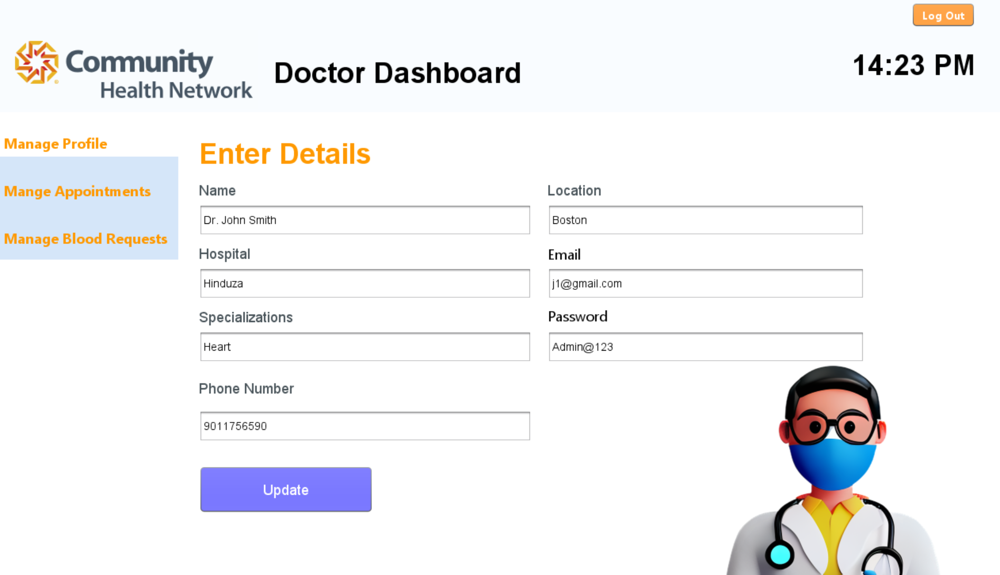 Log Out
Community
Health Network
Doctor Dashboard
14:23 PM
Manage Profile
Mange Appointments
Manage Blood Requests
Enter Details
Name
Dr. John Smith
Location
Boston
Hospital
Hinduza
Email
j1@gmail.com
Specializations
Heart
Password
Admin@123
Phone Number
9011756590
Update